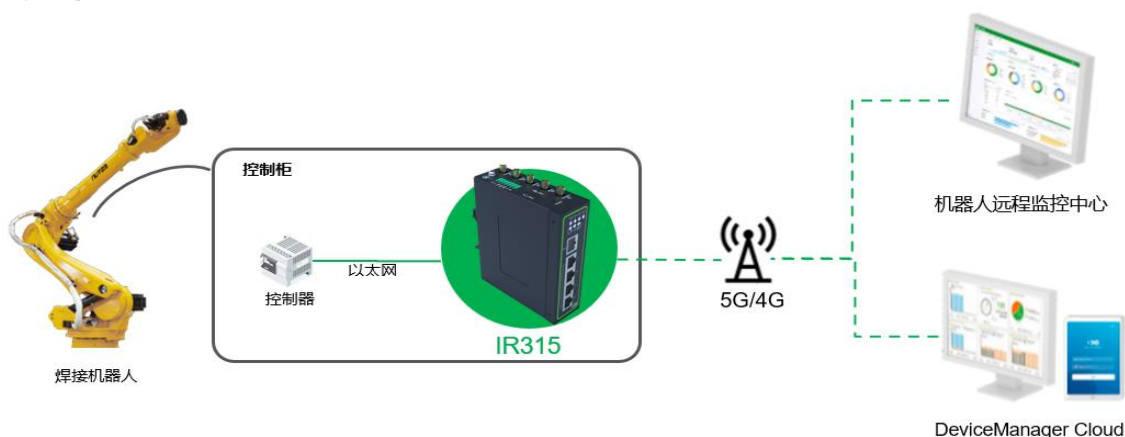 控制柜
机器人远程监控中心
以太网
控制器
5G/4G
IR315
焊接机器人
DeviceManager Cloud